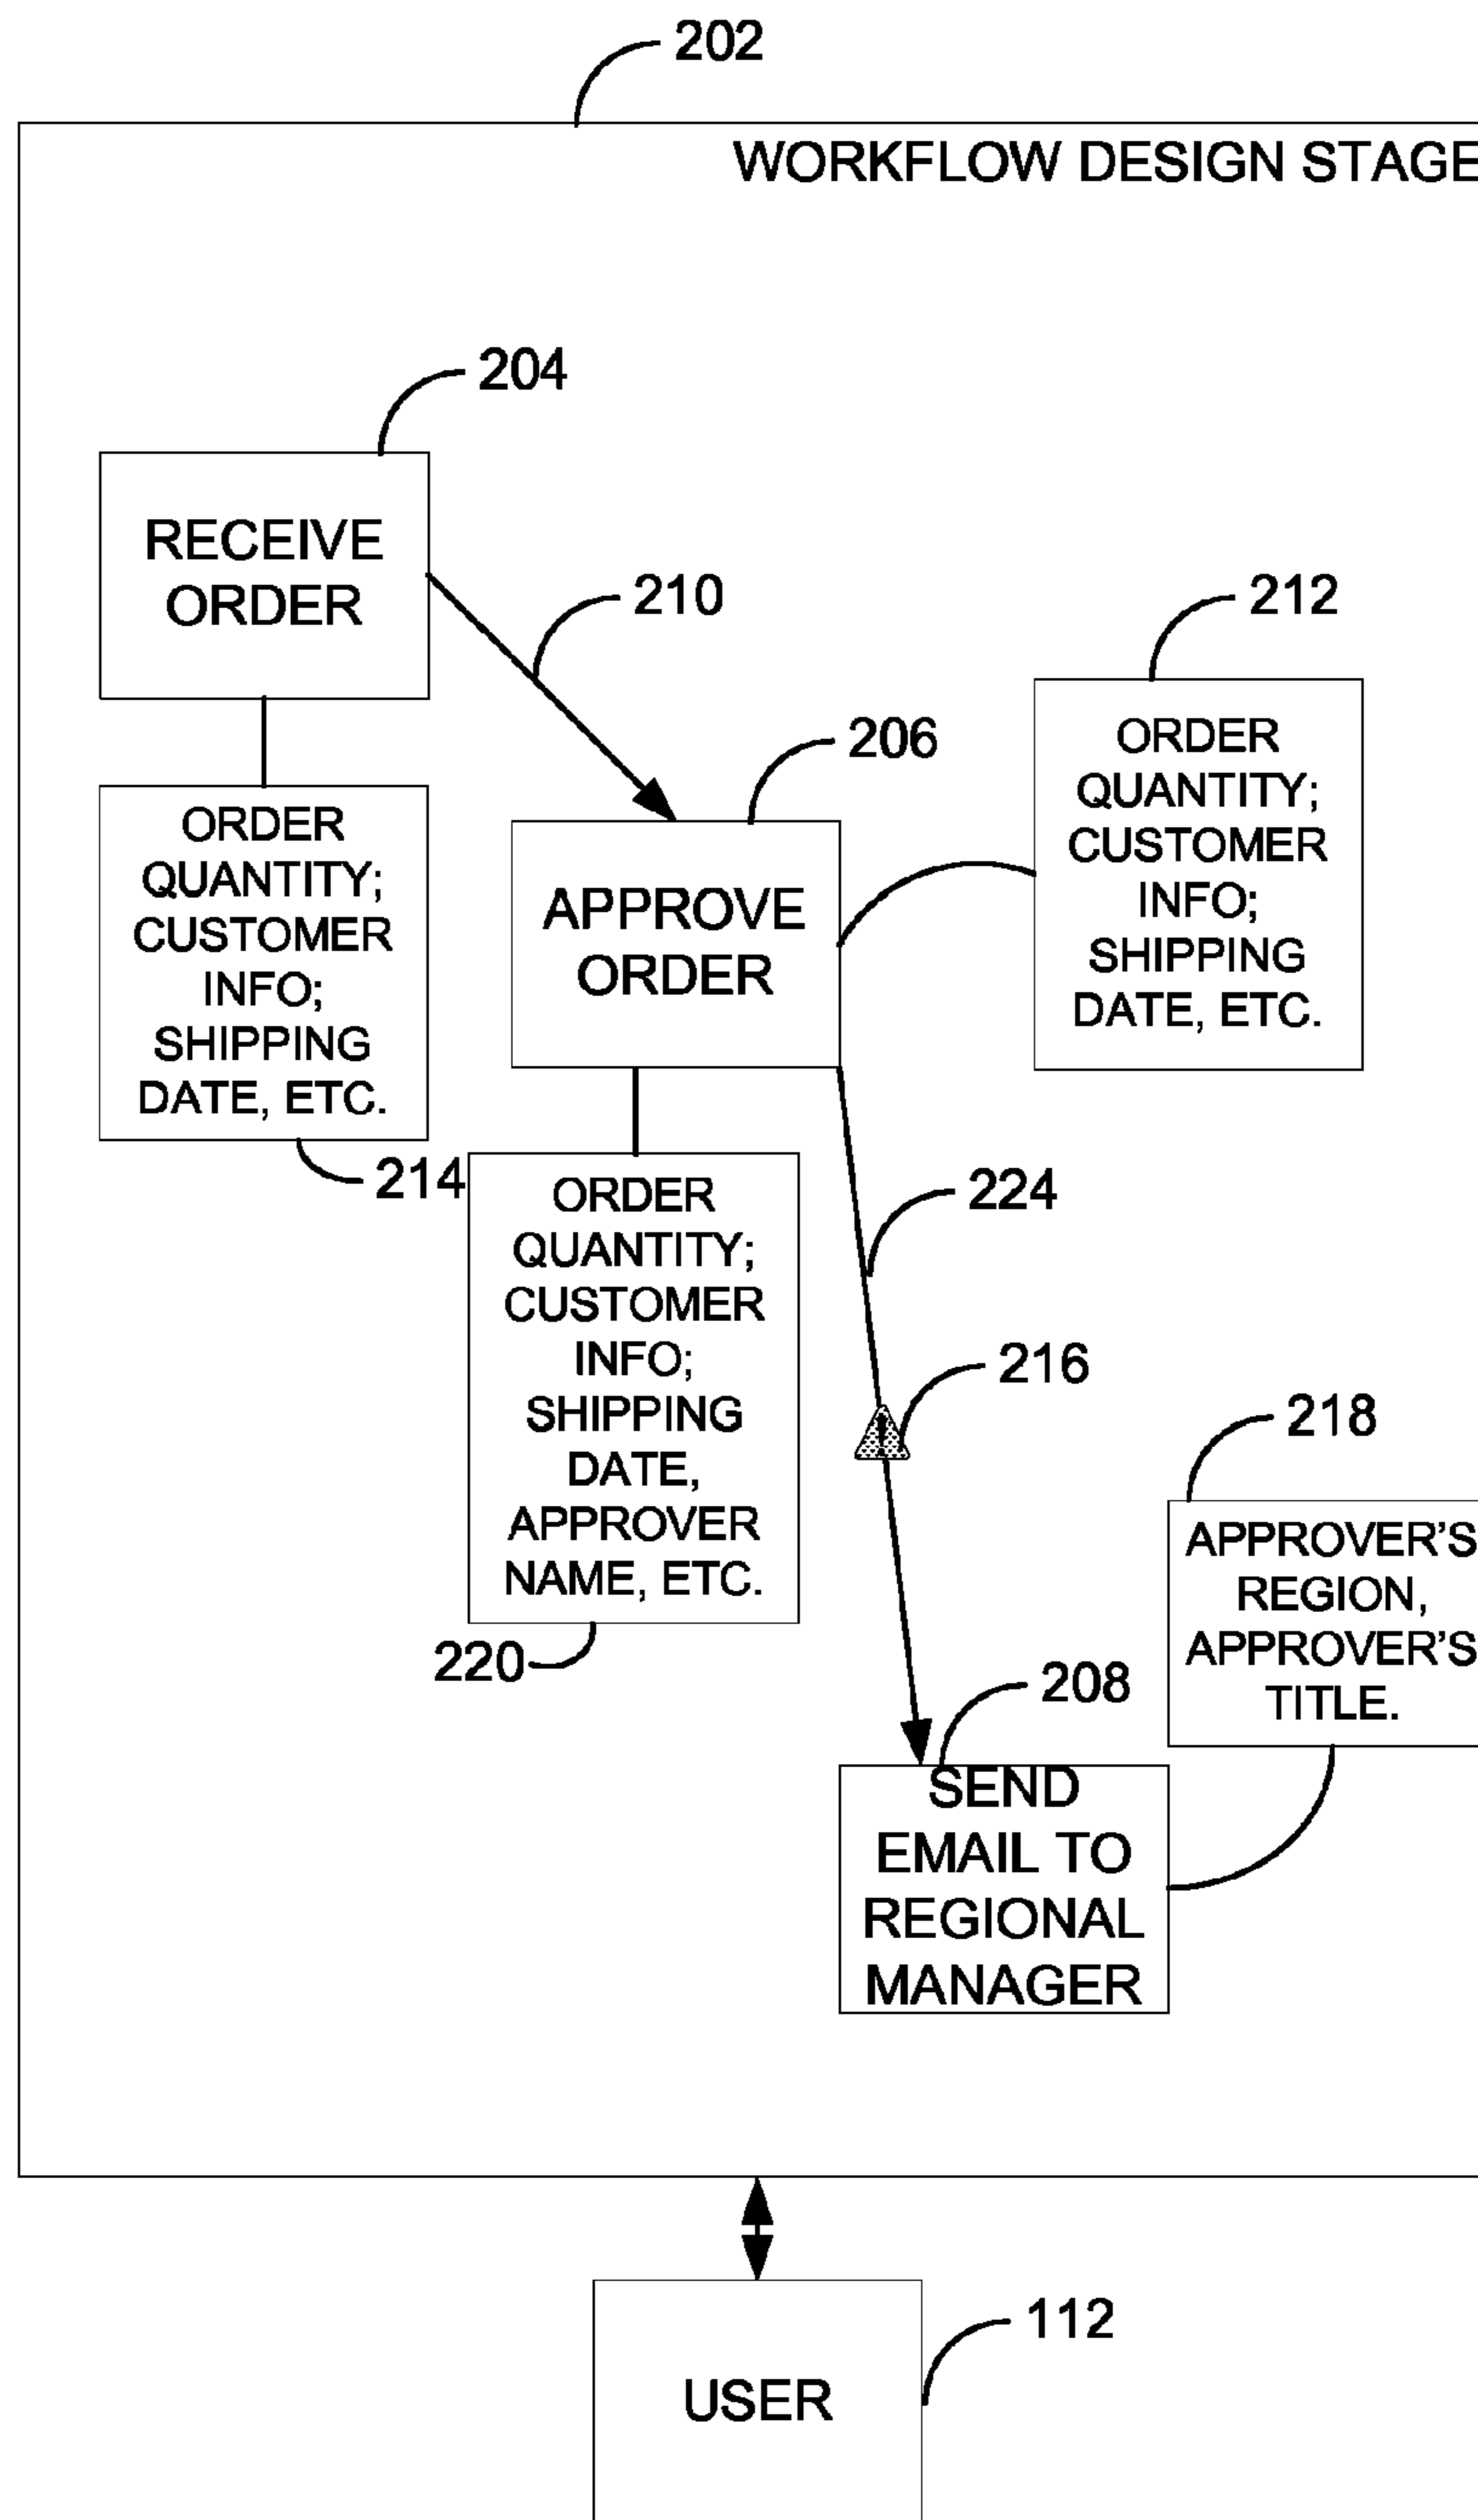 202
WORKFLOW DESIGN STAGE
204
RECEIVE
ORDER
210
212
ORDER
QUANTITY;
CUSTOMER
INFO;
SHIPPING
DATE, ETC.
206
APPROVE
ORDER
ORDER
QUANTITY;
CUSTOMER
INFO;
SHIPPING
DATE, ETC.
214
ORDER
QUANTITY;
CUSTOMER
INFO;
SHIPPING
DATE,
APPROVER
NAME, ETC.
220
224
216
218
APPROVER'S
REGION,
APPROVER'S
TITLE.
208
SEND
EMAIL TO
REGIONAL
MANAGER
112
USER